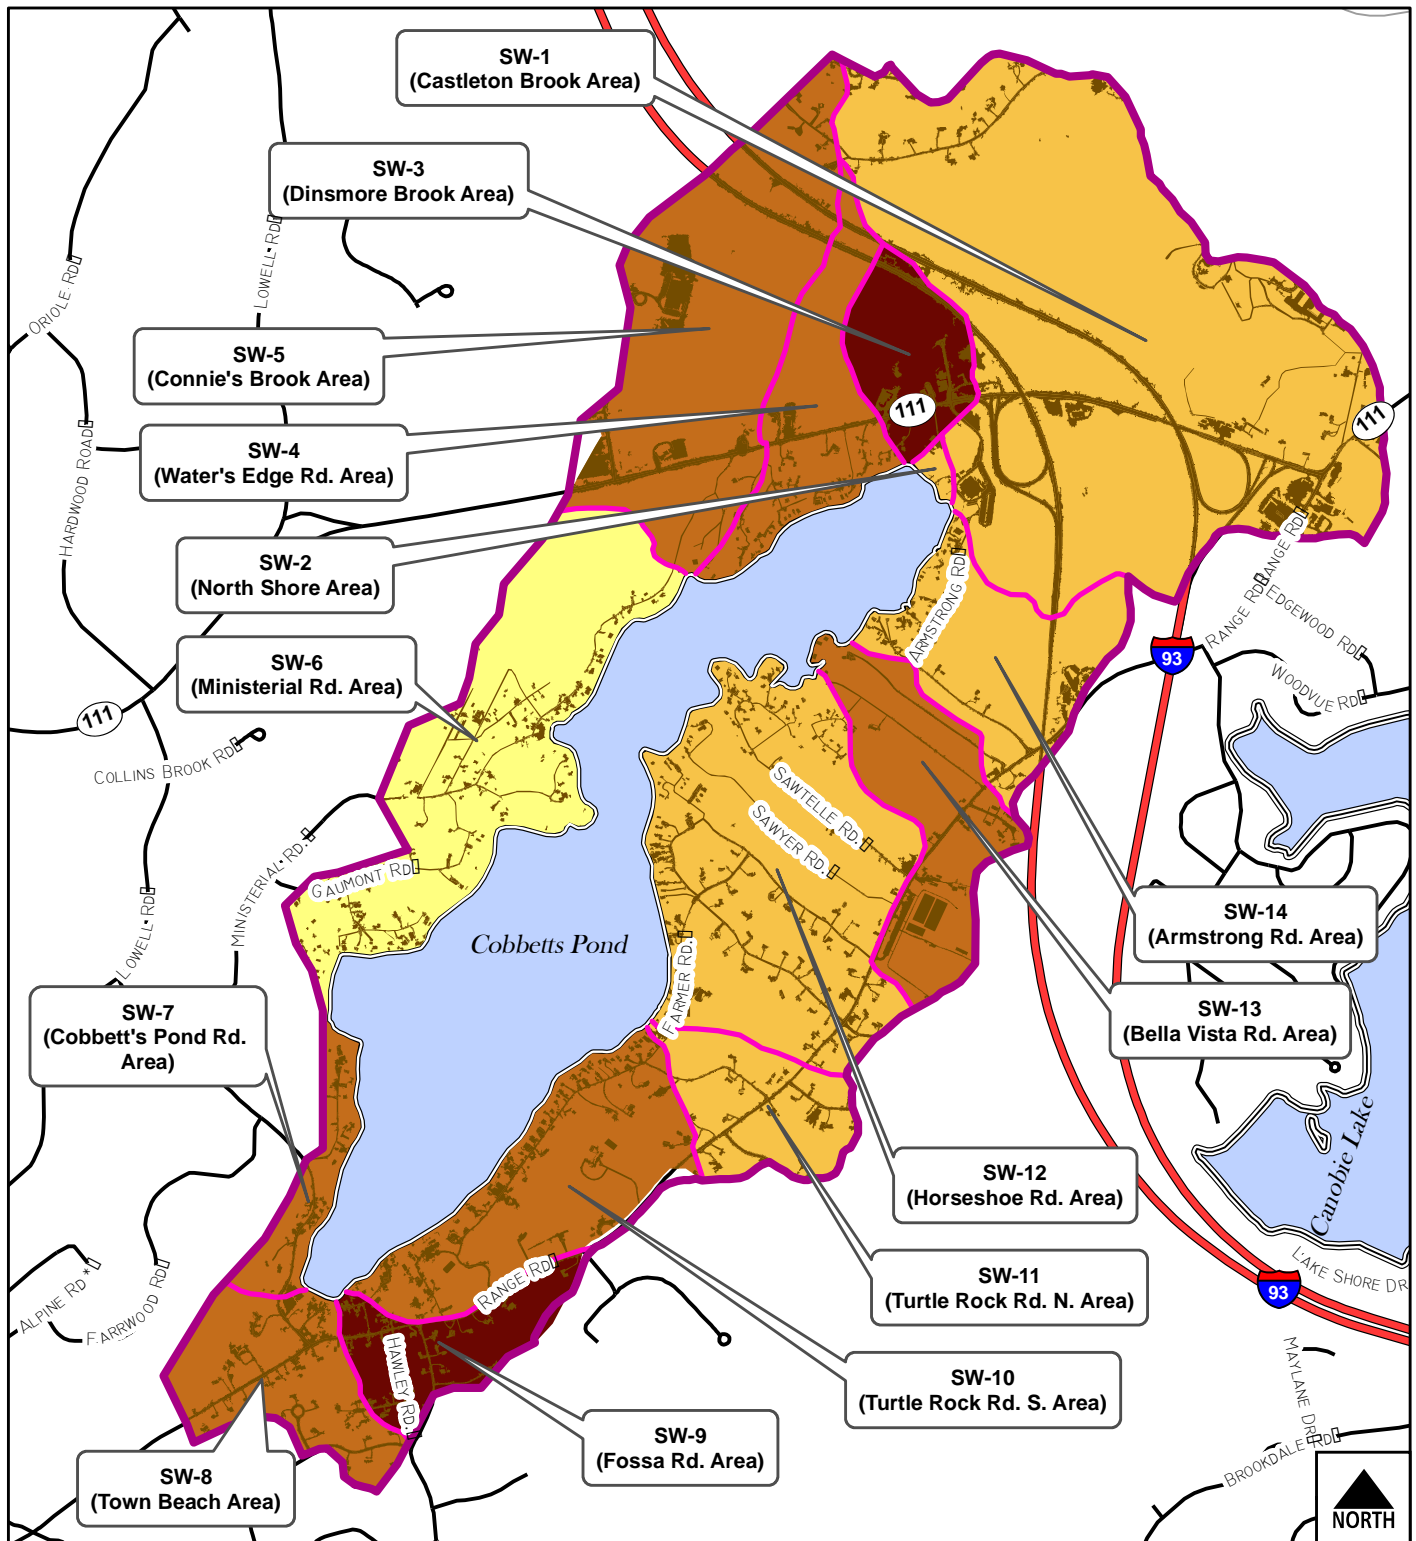 SW-1
(Castleton Brook Area)
SW-3
(Dinsmore Brook Area)
ORIOLE RD
LOWELL RD
SW-5
(Connie's Brook Area)
111
111
SW-4
(Water's Edge Rd. Area)
HARDWOOD ROAD
SW-2
(North Shore Area)
RANGE RD
RANGE RD
EDGEWOOD RD
ARMSTRONG RD
SW-6
(Ministerial Rd. Area)
93
WOODVUE RD
111
COLLINS BROOK RD
SAWTELLE RD.
SAWYER RD.
MINISTERIAL RD.
GAUMONT RD
LOWELL RD
Cobbetts Pond
SW-14
(Armstrong Rd. Area)
FARMER RD.
SW-7
(Cobbett's Pond Rd.
Area)
SW-13
(Bella Vista Rd. Area)
Canobie Lake
SW-12
(Horseshoe Rd. Area)
SW-11
(Turtle Rock Rd. N. Area)
LAKE SHORE DR
93
ALPINE RD *
FARRWOOD RD
RANGE RD
HAWLEY RD.
SW-10
(Turtle Rock Rd. S. Area)
MAYLANE DR
BROOKDALE RD
SW-9
(Fossa Rd. Area)
SW-8
(Town Beach Area)
NORTH